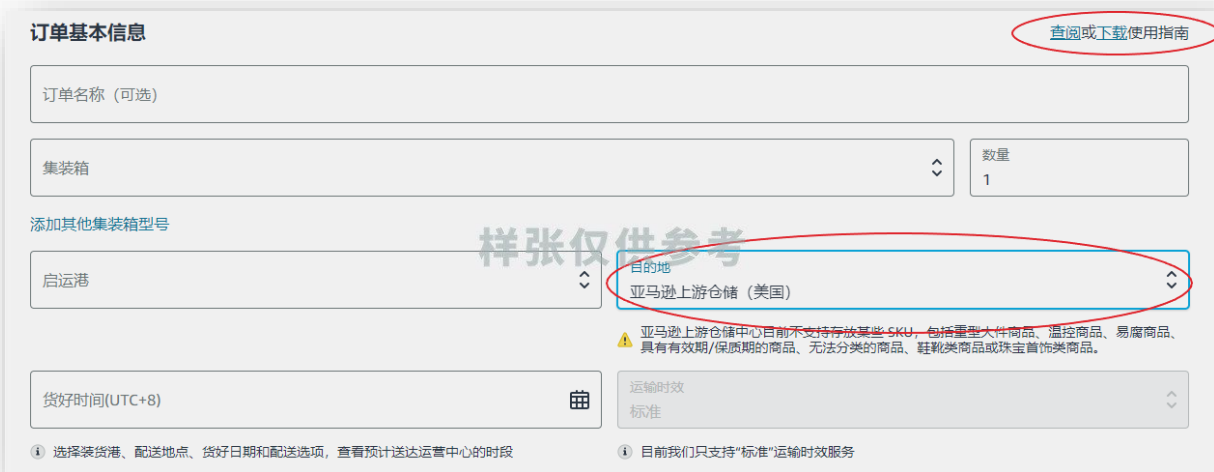 订单基本信息
查阅或下载使用指南
订单名称（可选）
集装箱
数量
1
添加其他集装箱型号
样张仅供参考
启运港
目的地
亚马逊上游仓储（美国）
亚马逊上游仓储中心目前不支持存放某些 SKU，包括重型大件商品、温控商品、易腐商品、
具有有效期/保质期的商品、无法分类的商品、鞋靴类商品或珠宝首饰类商品。
货好时间(UTC+8)
运输时效
标准
选择装货港、配送地点、货好日期和配送选项，查看预计送达运营中心的时段
目前我们只支持“标准”运输时效服务